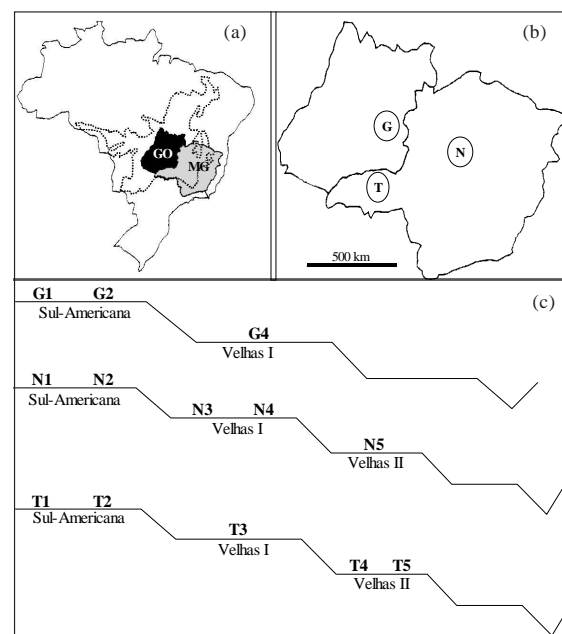 (a)
GO
MG
(b)
G
N
T
500 km
(c)
G1 G2
Sul-Americana
G4
Velhas I
N1 N2
Sul-Americana
N3 N4
Velhas I
N5
Velhas II
T1 T2
Sul-Americana
T3
Velhas I
T4 T5
Velhas II